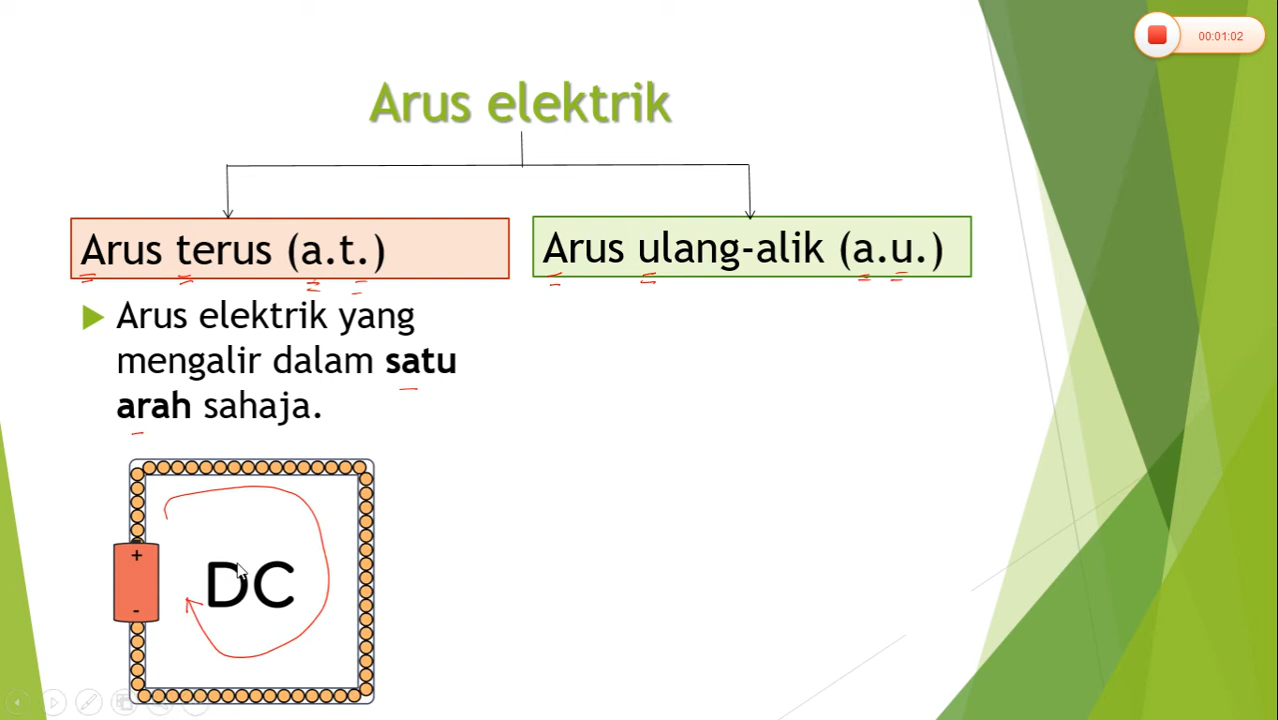 00:01:02
Arus elektrik
Arus terus (a.t.)
Arus ulang-alik (a.u.)
Arus elektrik yang
mengalir dalam satu
arah sahaja.
+
DC
-